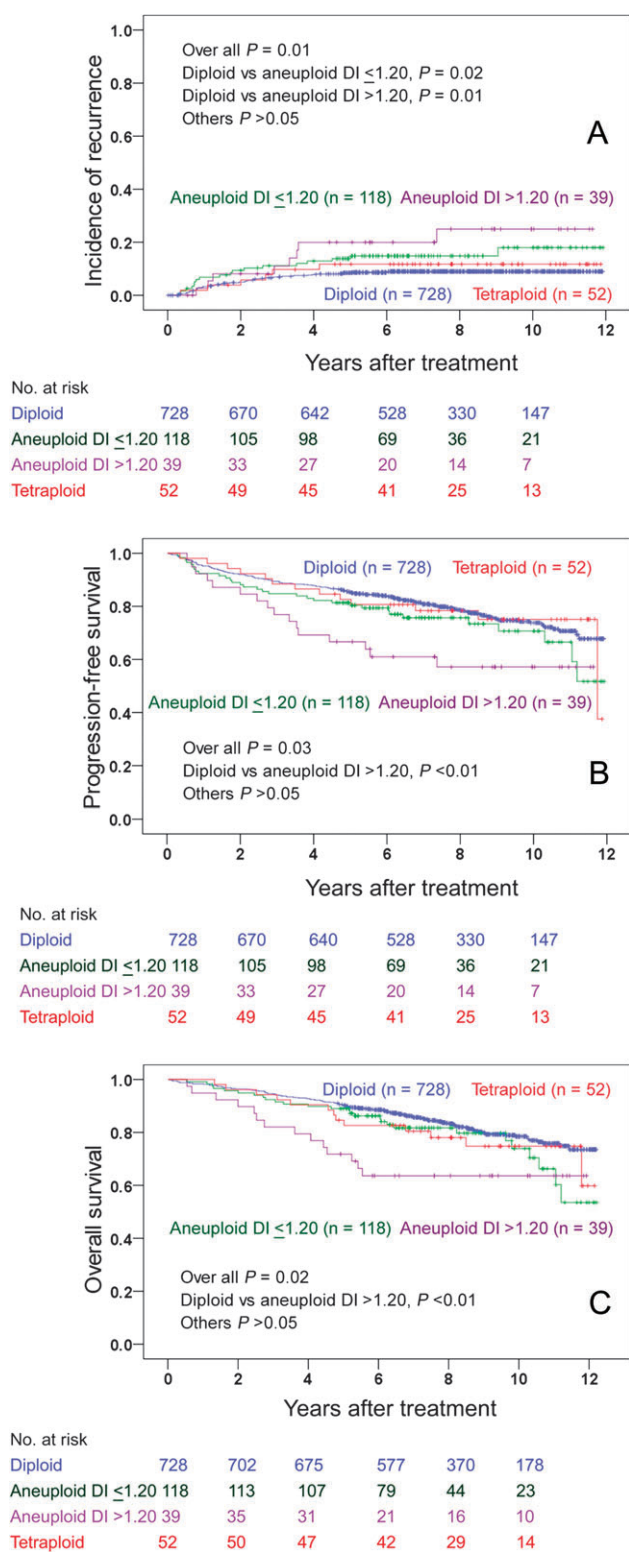 1.0
0.8
0.6
0.4
0.2
0.0
Incidence of recurrence
Over all P = 0.01
Diploid vs aneuploid DI ≤1.20, P = 0.02
Diploid vs aneuploid DI >1.20, P = 0.01
Others P >0.05
A
Aneuploid DI ≤1.20 (n = 118) Aneuploid DI >1.20 (n = 39)
Diploid (n = 728) Tetraploid (n = 52)
0 2 4 6 8 10 12
Years after treatment
No. at risk
Diploid 728 670 642 528 330 147
Aneuploid DI ≤1.20 118 105 98 69 36 21
Aneuploid DI >1.20 39 33 27 20 14 7
Tetraploid 52 49 45 41 25 13
1.0
0.8
0.6
0.4
0.2
0.0
Progression-free survival
Diploid (n = 728) Tetraploid (n = 52)
Aneuploid DI ≤1.20 (n = 118) Aneuploid DI >1.20 (n = 39)
Over all P = 0.03
Diploid vs aneuploid DI >1.20, P <0.01
Others P >0.05
B
0 2 4 6 8 10 12
Years after treatment
No. at risk
Diploid 728 670 640 528 330 147
Aneuploid DI ≤1.20 118 105 98 69 36 21
Aneuploid DI >1.20 39 33 27 20 14 7
Tetraploid 52 49 45 41 25 13
1.0
0.8
0.6
0.4
0.2
0.0
Overall survival
Diploid (n = 728) Tetraploid (n = 52)
Aneuploid DI ≤1.20 (n = 118) Aneuploid DI >1.20 (n = 39)
Over all P = 0.02
Diploid vs aneuploid DI >1.20, P <0.01
Others P >0.05
C
0 2 4 6 8 10 12
Years after treatment
No. at risk
Diploid 728 702 675 577 370 178
Aneuploid DI ≤1.20 118 113 107 79 44 23
Aneuploid DI >1.20 39 35 31 21 16 10
Tetraploid 52 50 47 42 29 14